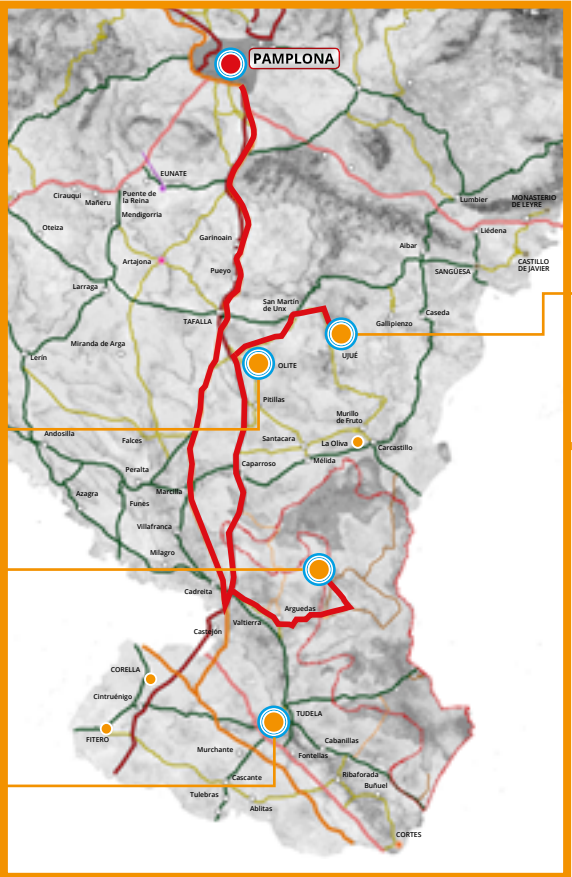 PAMPLONA
EUNATE
Cirauqui
Mañeru
Puente de
la Reina
Mendigorria
Lumbier
MONASTERIO
DE LEYRE
Oteiza
Garinoain
Liédena
Aibar
Artajona
Pueyo
SANGÜESA
CASTILLO
DE JAVIER
Larraga
San Martín
de Unx
TAFALLA
Gallipienzo
Caseda
Miranda de Arga
Lerín
UJUÉ
OLITE
Pitillas
Murillo
de Fruto
Andosilla
Falces
Santacara
La Oliva
Carcastillo
Mélida
Caparroso
Peralta
Azagra
Marcilla
Funes
Villafranca
Milagro
Cadreita
Arguedas
Valtierra
Castejón
CORELLA
Cintruénigo
TUDELA
FITERO
Murchante
Cabanillas
Fontellas
Cascante
Ribaforada
Buñuel
Tulebras
Ablitas
CORTES